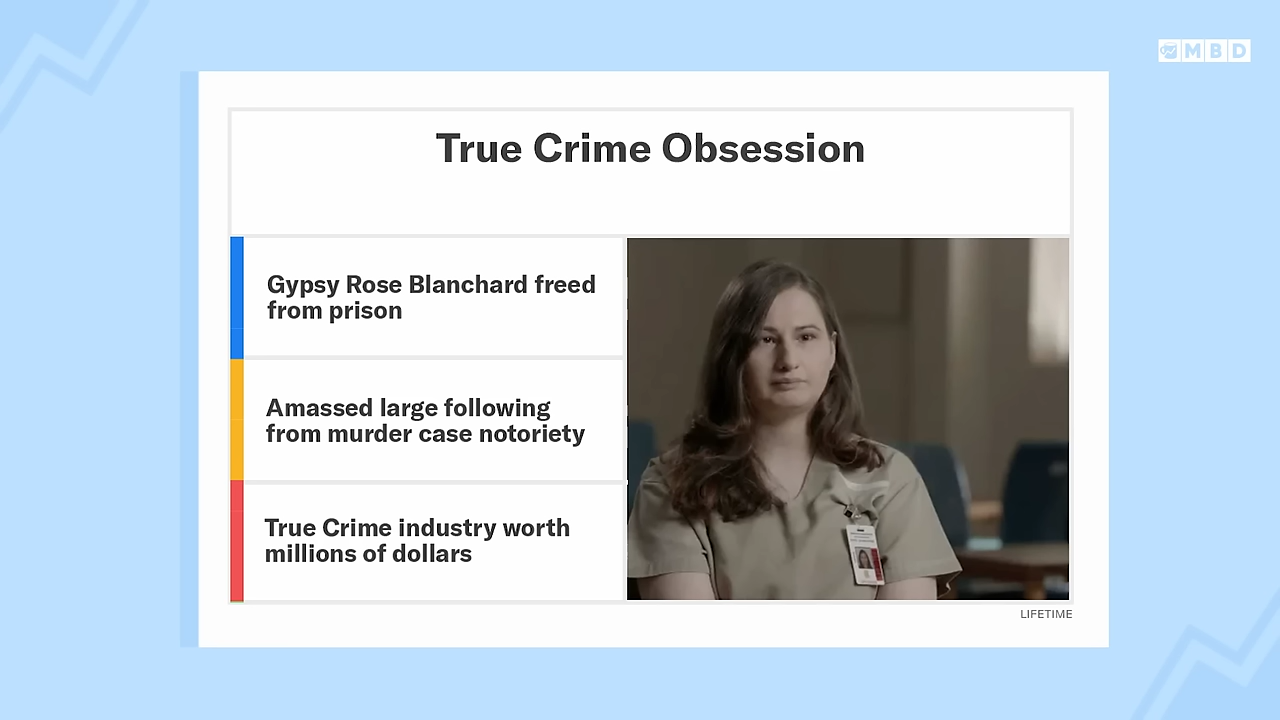 MBD
True Crime Obsession
Gypsy Rose Blanchard freed
from prison
Amassed large following
from murder case notoriety
True Crime industry worth
millions of dollars
LIFETIME